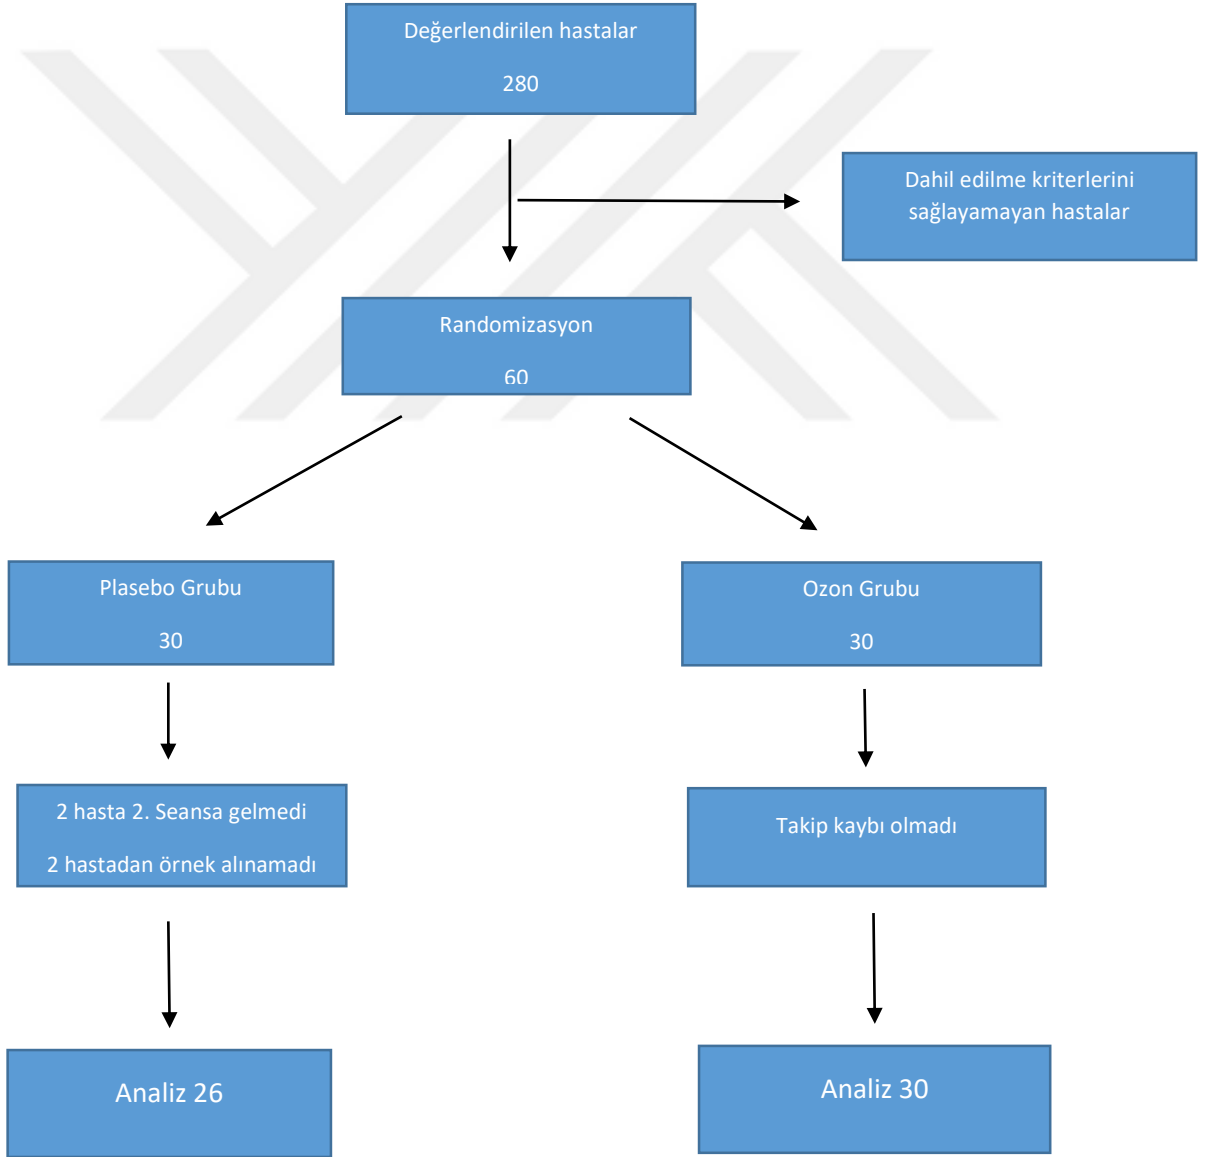 Değerlendirilen hastalar
280
Dahil edilme kriterlerini
sağlayamayan hastalar
Randomizasyon
60
Plasebo Grubu
30
Ozon Grubu
30
2 hasta 2. Seansa gelmedi
2 hastadan örnek alınamadı
Takip kaybı olmadı
Analiz 26
Analiz 30